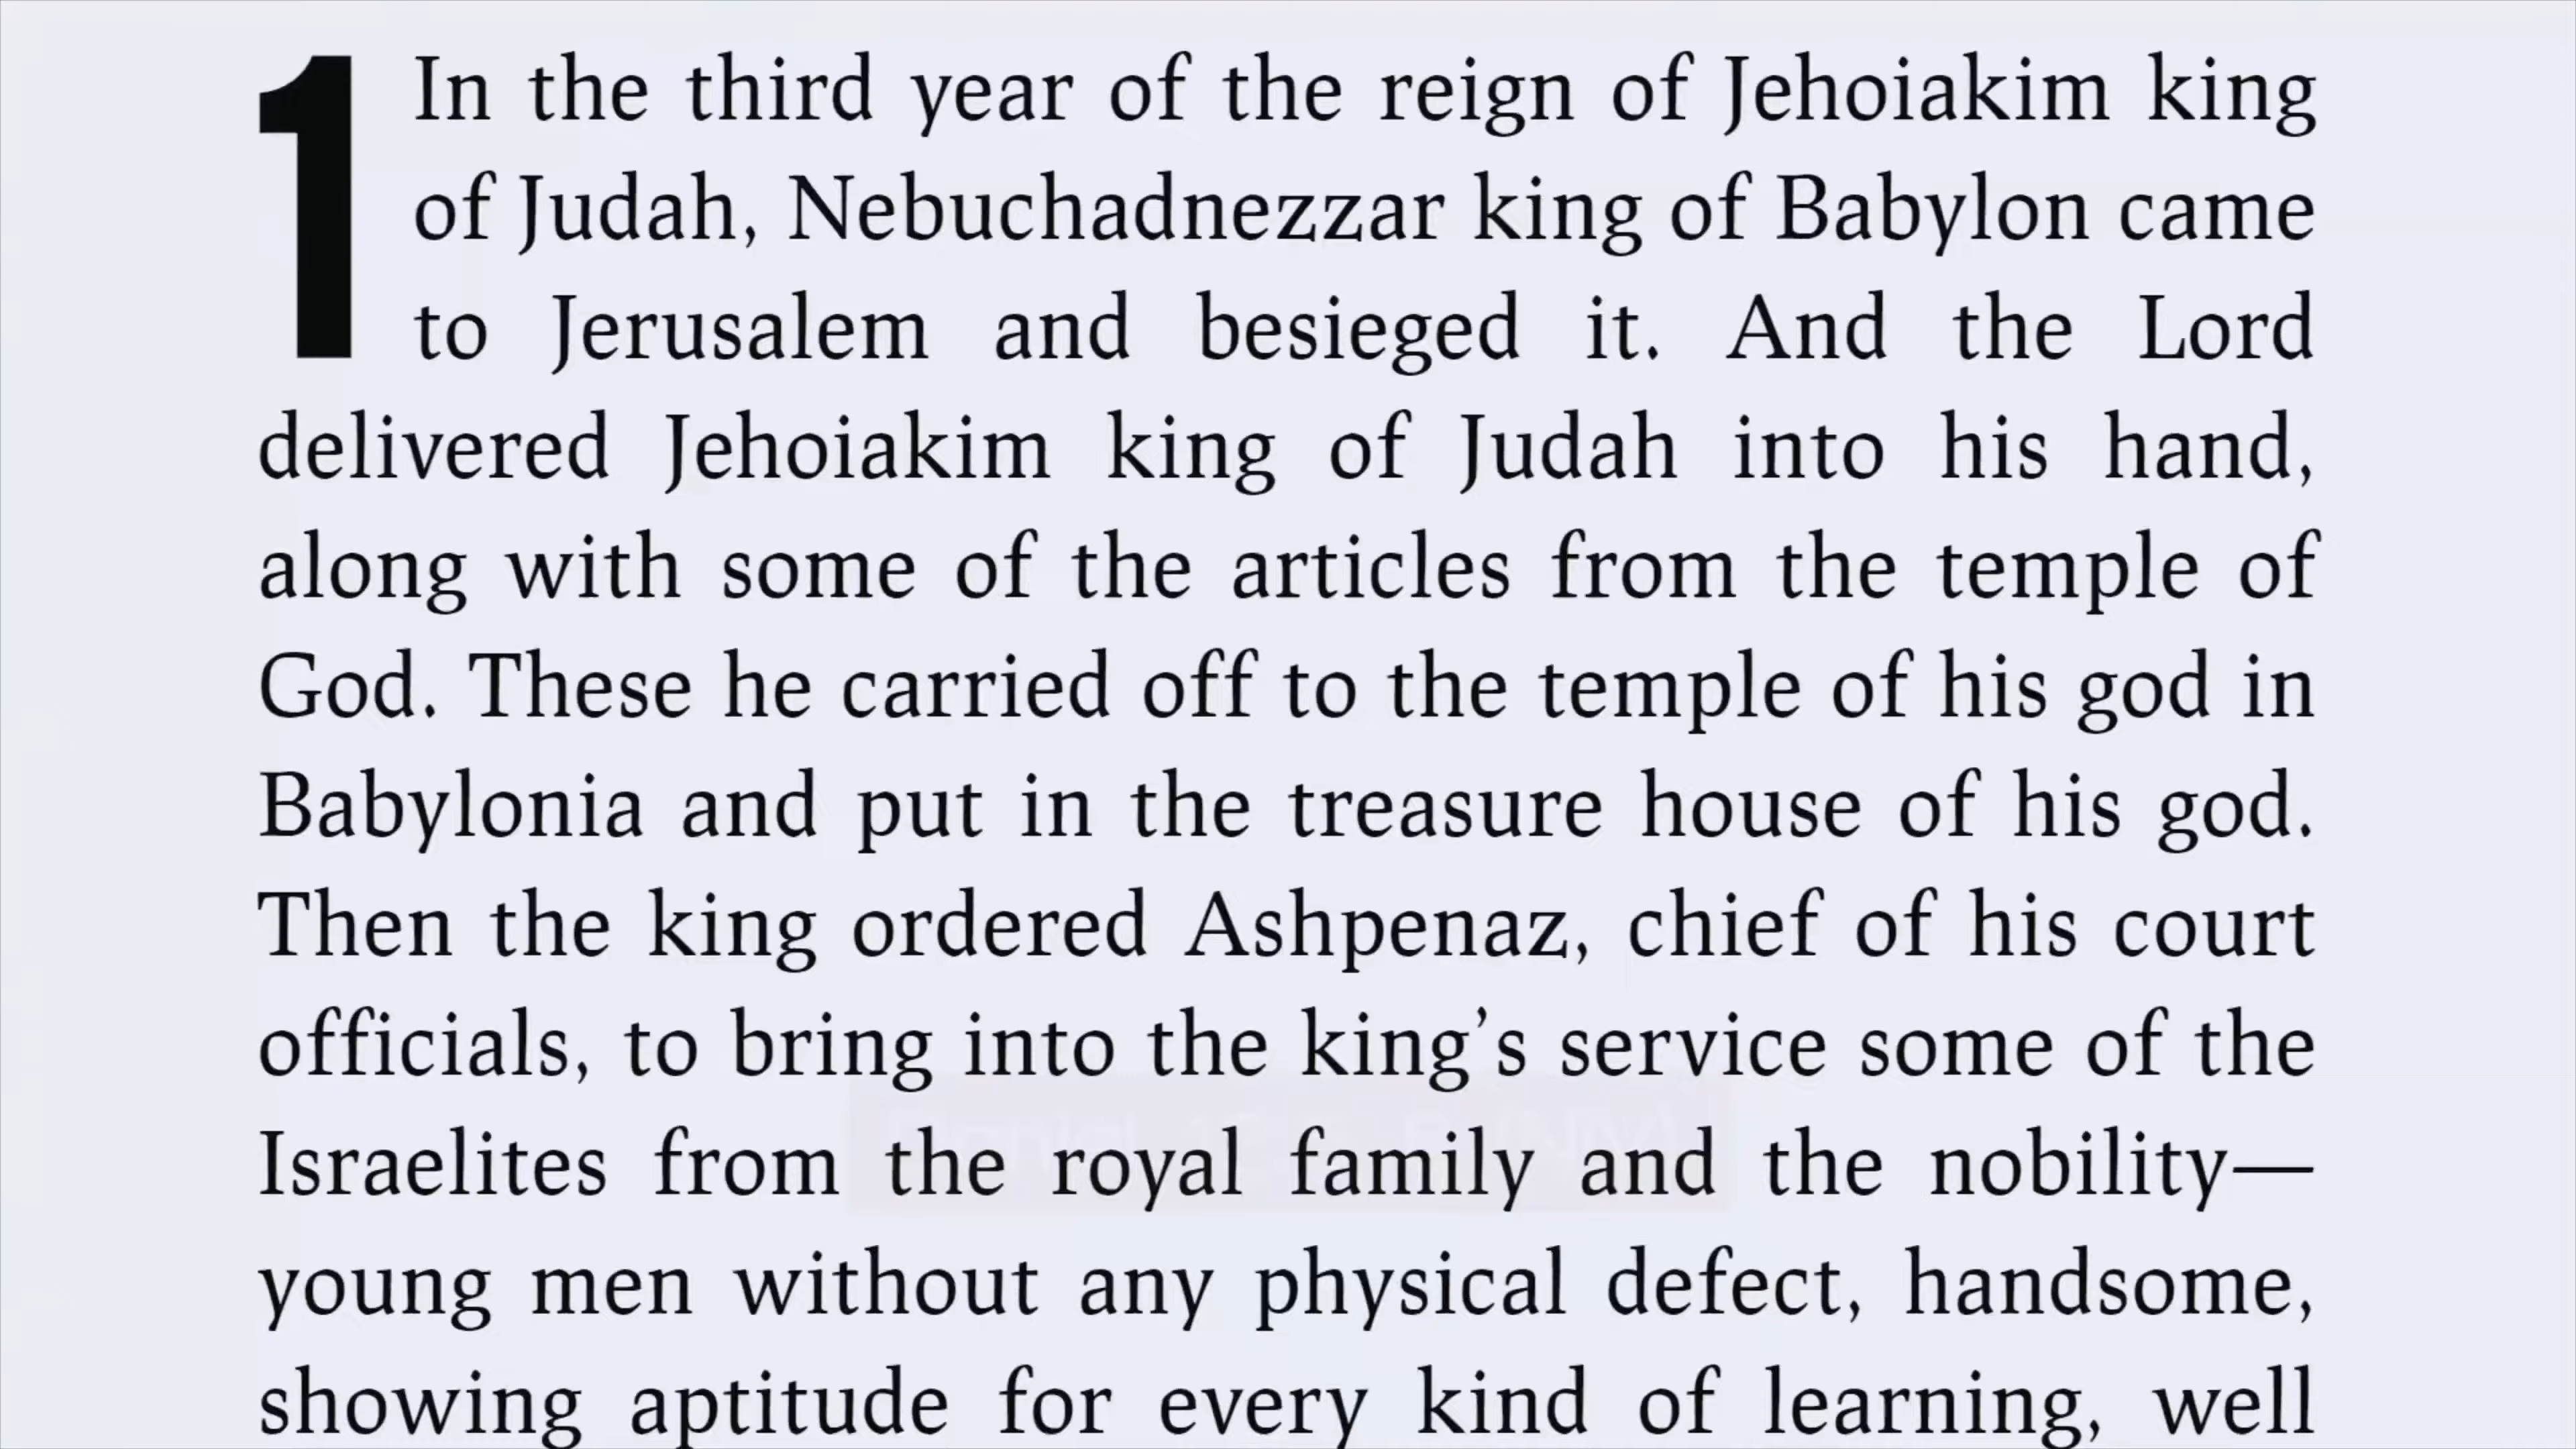 1 In the third year of the reign of Jehoiakim king
of Judah, Nebuchadnezzar king of Babylon came
to Jerusalem and besieged it. And the Lord
delivered Jehoiakim king of Judah into his hand,
along with some of the articles from the temple of
God. These he carried off to the temple of his god in
Babylonia and put in the treasure house of his god.
Then the king ordered Ashpenaz, chief of his court
officials, to bring into the king’s service some of the
Israelites from the royal family and the nobility—
young men without any physical defect, handsome,
showing aptitude for every kind of learning, well